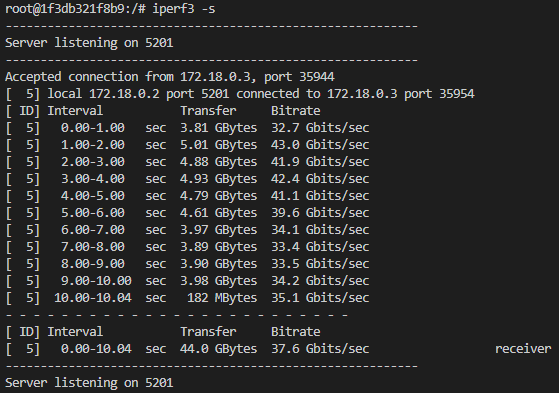 root@1f3db321f8b9:/# iperf3 -s
-----------------------------------------------------------
Server listening on 5201
-----------------------------------------------------------
Accepted connection from 172.18.0.3, port 35944
[  5] local 172.18.0.2 port 5201 connected to 172.18.0.3 port 35954
[ ID] Interval           Transfer     Bitrate
[  5]   0.00-1.00   sec  3.81 GBytes  32.7 Gbits/sec
[  5]   1.00-2.00   sec  5.01 GBytes  43.0 Gbits/sec
[  5]   2.00-3.00   sec  4.88 GBytes  41.9 Gbits/sec
[  5]   3.00-4.00   sec  4.93 GBytes  42.4 Gbits/sec
[  5]   4.00-5.00   sec  4.79 GBytes  41.1 Gbits/sec
[  5]   5.00-6.00   sec  4.61 GBytes  39.6 Gbits/sec
[  5]   6.00-7.00   sec  3.97 GBytes  34.1 Gbits/sec
[  5]   7.00-8.00   sec  3.89 GBytes  33.4 Gbits/sec
[  5]   8.00-9.00   sec  3.90 GBytes  33.5 Gbits/sec
[  5]   9.00-10.00  sec  3.98 GBytes  34.2 Gbits/sec
[  5]  10.00-10.04  sec   182 MBytes  35.1 Gbits/sec
- - - - - - - - - - - - - - - - - - - - - - - - -
[ ID] Interval           Transfer     Bitrate
[  5]   0.00-10.04  sec  44.0 GBytes  37.6 Gbits/sec                  receiver
-----------------------------------------------------------
Server listening on 5201